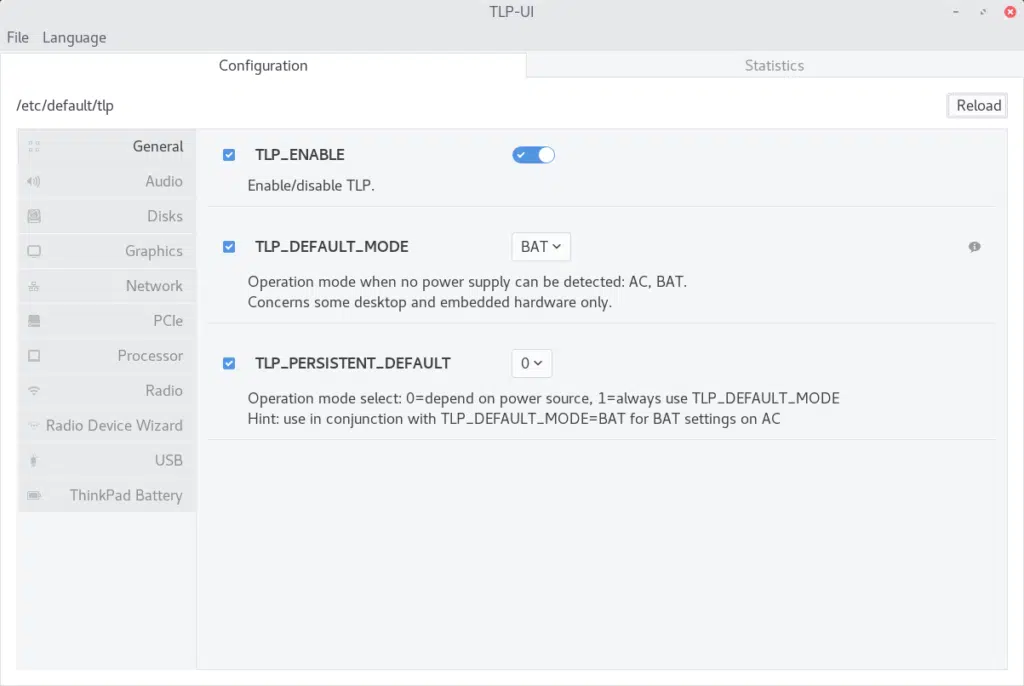 TLP-UI
File Language
Configuration Statistics
/etc/default/tlp Reload
General
Audio
Disks
Graphics
Network
PCIe
Processor
Radio
Radio Device Wizard
USB
ThinkPad Battery
TLP_ENABLE
Enable/disable TLP.
TLP_DEFAULT_MODE BAT
Operation mode when no power supply can be detected: AC, BAT.
Concerns some desktop and embedded hardware only.
TLP_PERSISTENT_DEFAULT 0
Operation mode select: 0=depend on power source, 1=always use TLP_DEFAULT_MODE
Hint: use in conjunction with TLP_DEFAULT_MODE=BAT for BAT settings on AC